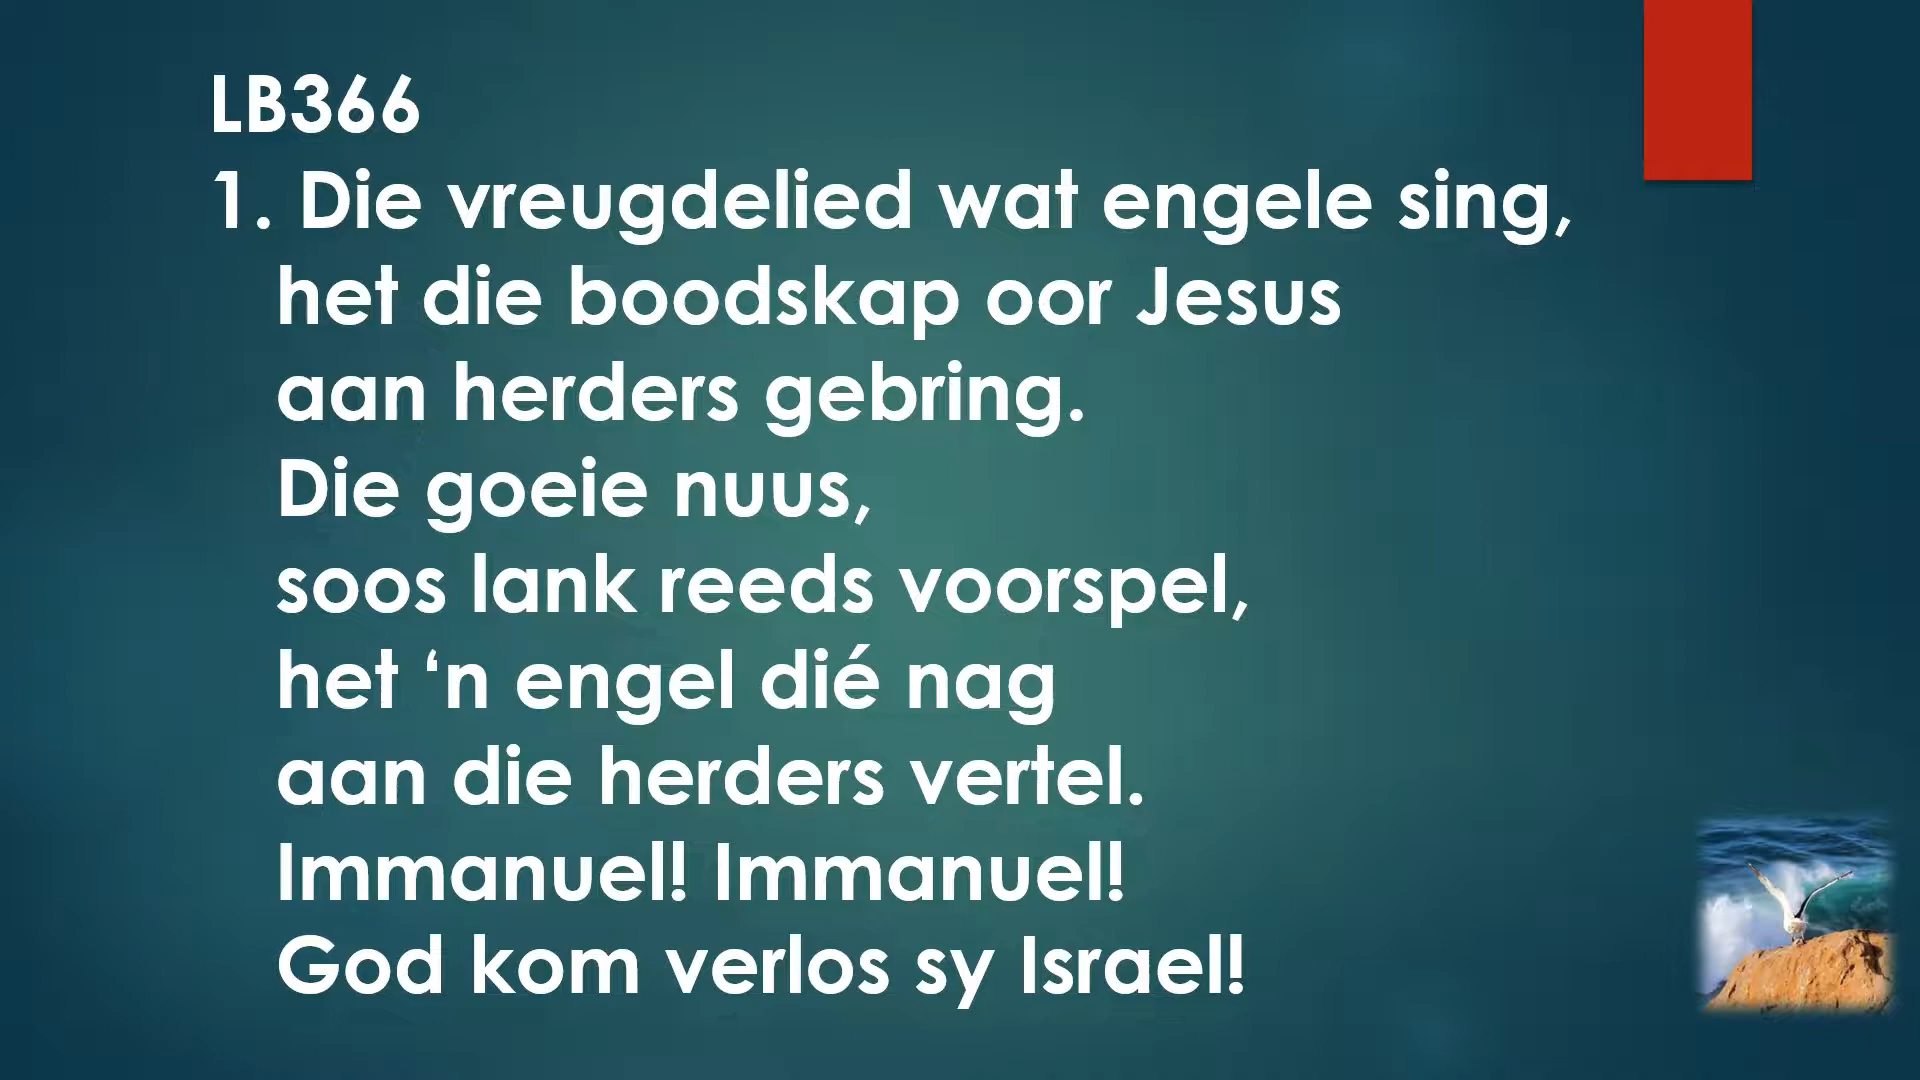 LB366
1. Die vreugdelied wat engele sing,
het die boodskap oor Jesus
aan herders gebring.
Die goeie nuus,
soos lank reeds voorspel,
het ‘n engel dié nag
aan die herders vertel.
Immanuel! Immanuel!
God kom verlos sy Israel!